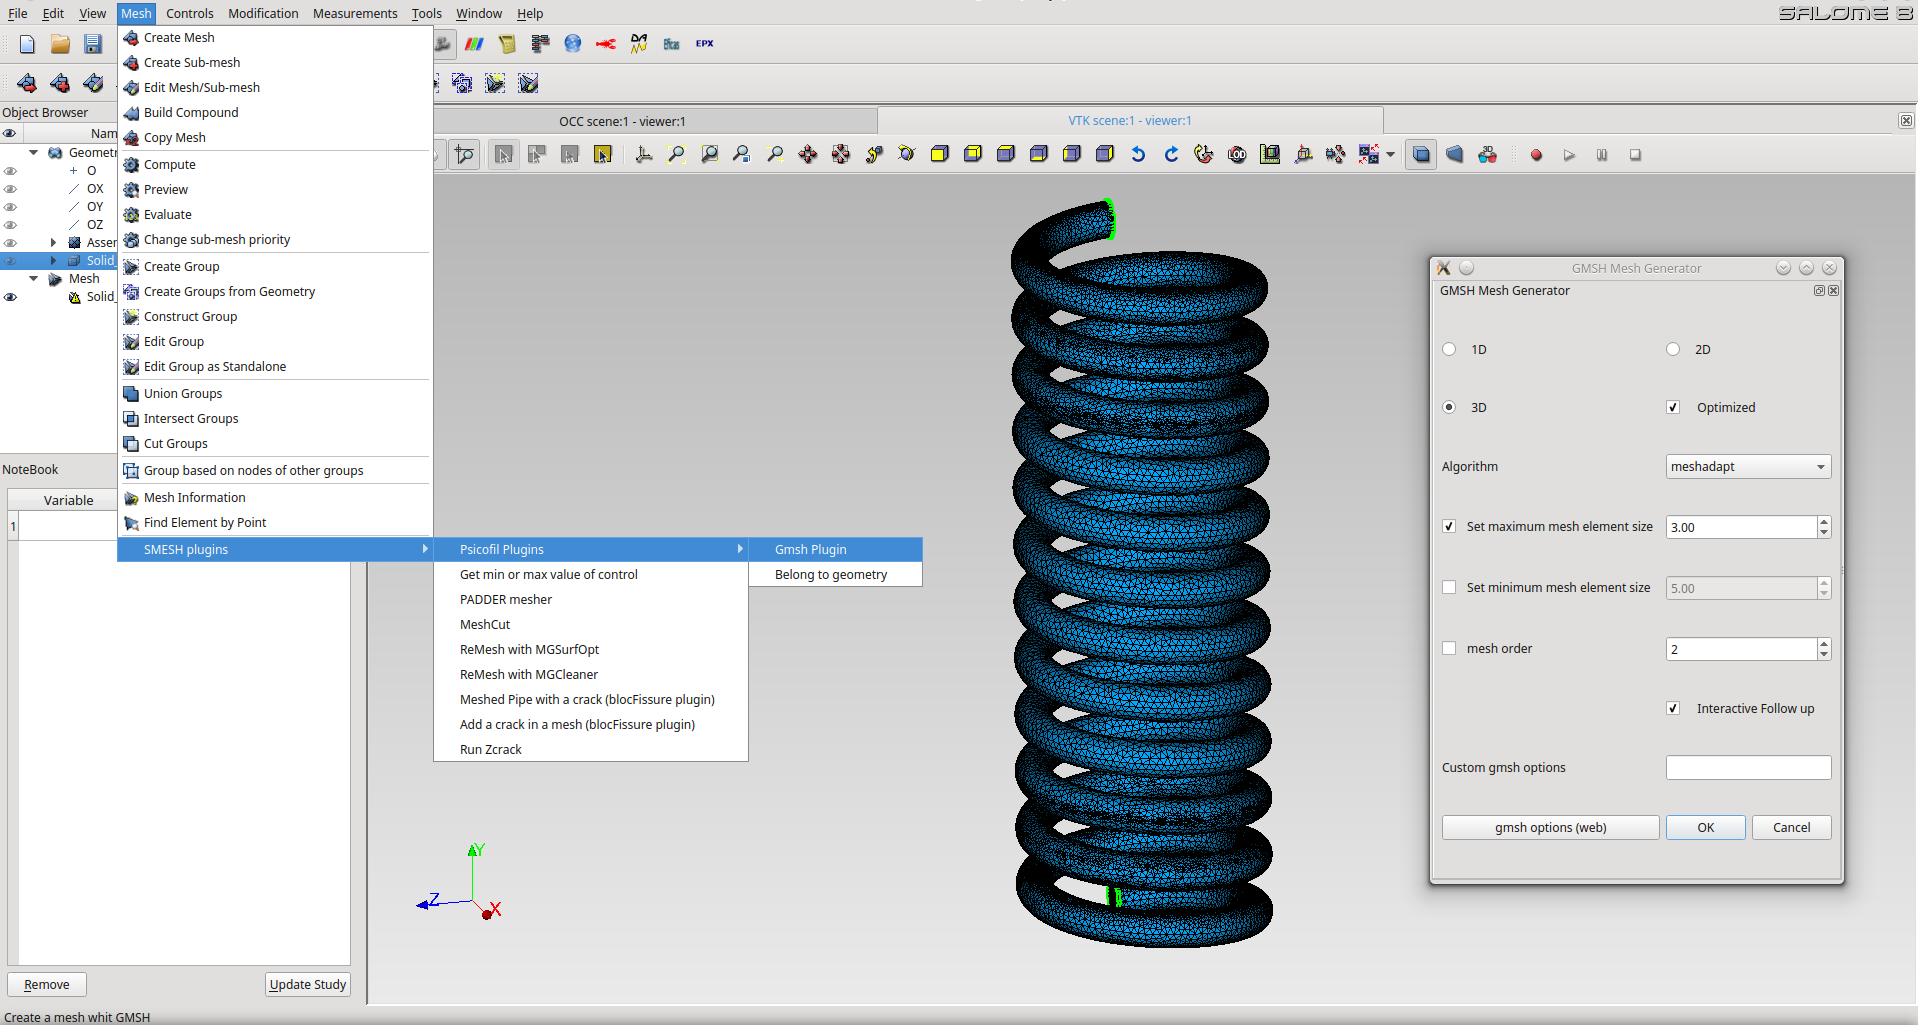 File Edit View Mesh Controls Modification Measurements Tools Window Help
SALOME 8
DA
Eficas
EPX
Create Mesh
Create Sub-mesh
Edit Mesh/Sub-mesh
Build Compound
Copy Mesh
Compute
Preview
Evaluate
Change sub-mesh priority
Create Group
Create Groups from Geometry
Construct Group
Edit Group
Edit Group as Standalone
Union Groups
Intersect Groups
Cut Groups
Group based on nodes of other groups
Mesh Information
Find Element by Point
SMESH plugins
Psicofil Plugins
Get min or max value of control
PADDER mesher
MeshCut
ReMesh with MGSurfOpt
ReMesh with MGCleaner
Meshed Pipe with a crack (blocFissure plugin)
Add a crack in a mesh (blocFissure plugin)
Run Zcrack
Gmsh Plugin
Belong to geometry
Object Browser
Nam
Geometr
O
OX
OY
OZ
Asser
Solid_
Mesh
Solid_
NoteBook
Variable
1
Remove
Update Study
Create a mesh whit GMSH
OCC scene:1 - viewer:1
VTK scene:1 - viewer:1
LOD
3D
Y
Z
X
GMSH Mesh Generator
GMSH Mesh Generator
1D
2D
3D
Optimized
Algorithm
meshadapt
Set maximum mesh element size
3.00
Set minimum mesh element size
5.00
mesh order
2
Interactive Follow up
Custom gmsh options
gmsh options (web)
OK
Cancel